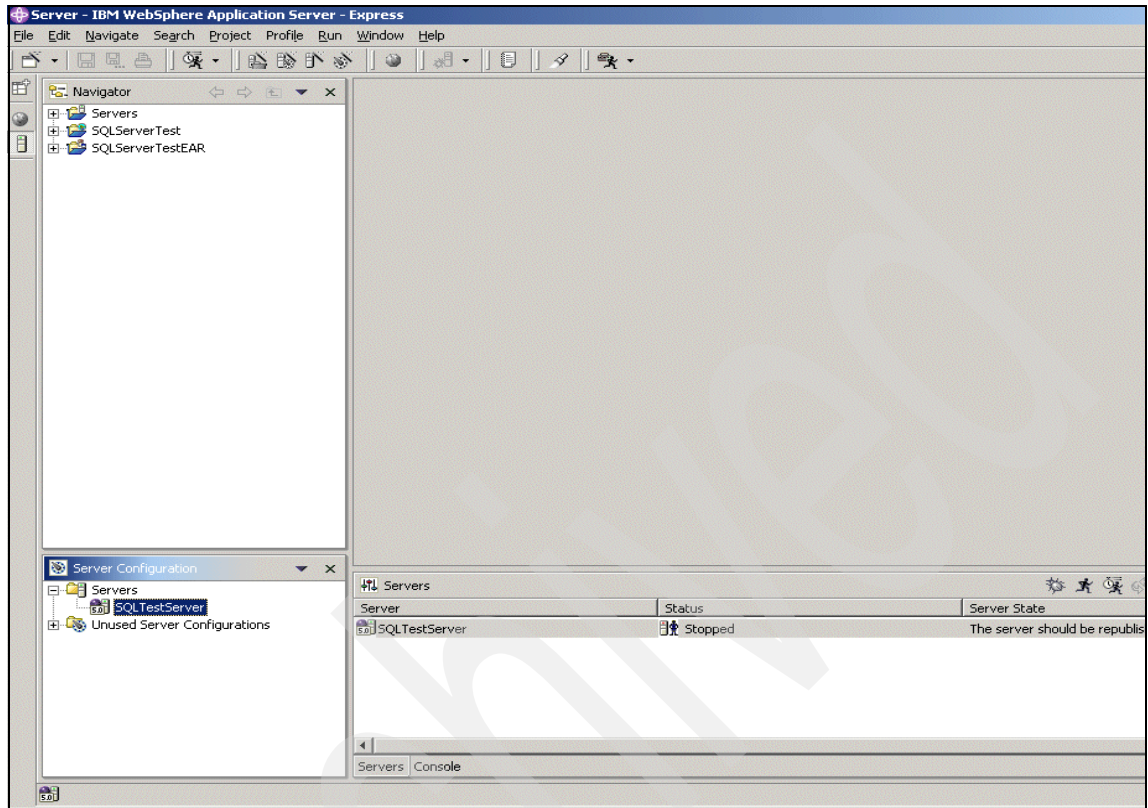 Server - IBM WebSphere Application Server - Express
File Edit Navigate Search Project Profile Run Window Help
Navigator
Servers
SQLServerTest
SQLServerTestEAR
Server Configuration
Servers
SQLTestServer
Unused Server Configurations
Servers
Server Status Server State
SQLTestServer Stopped The server should be republis
Servers Console